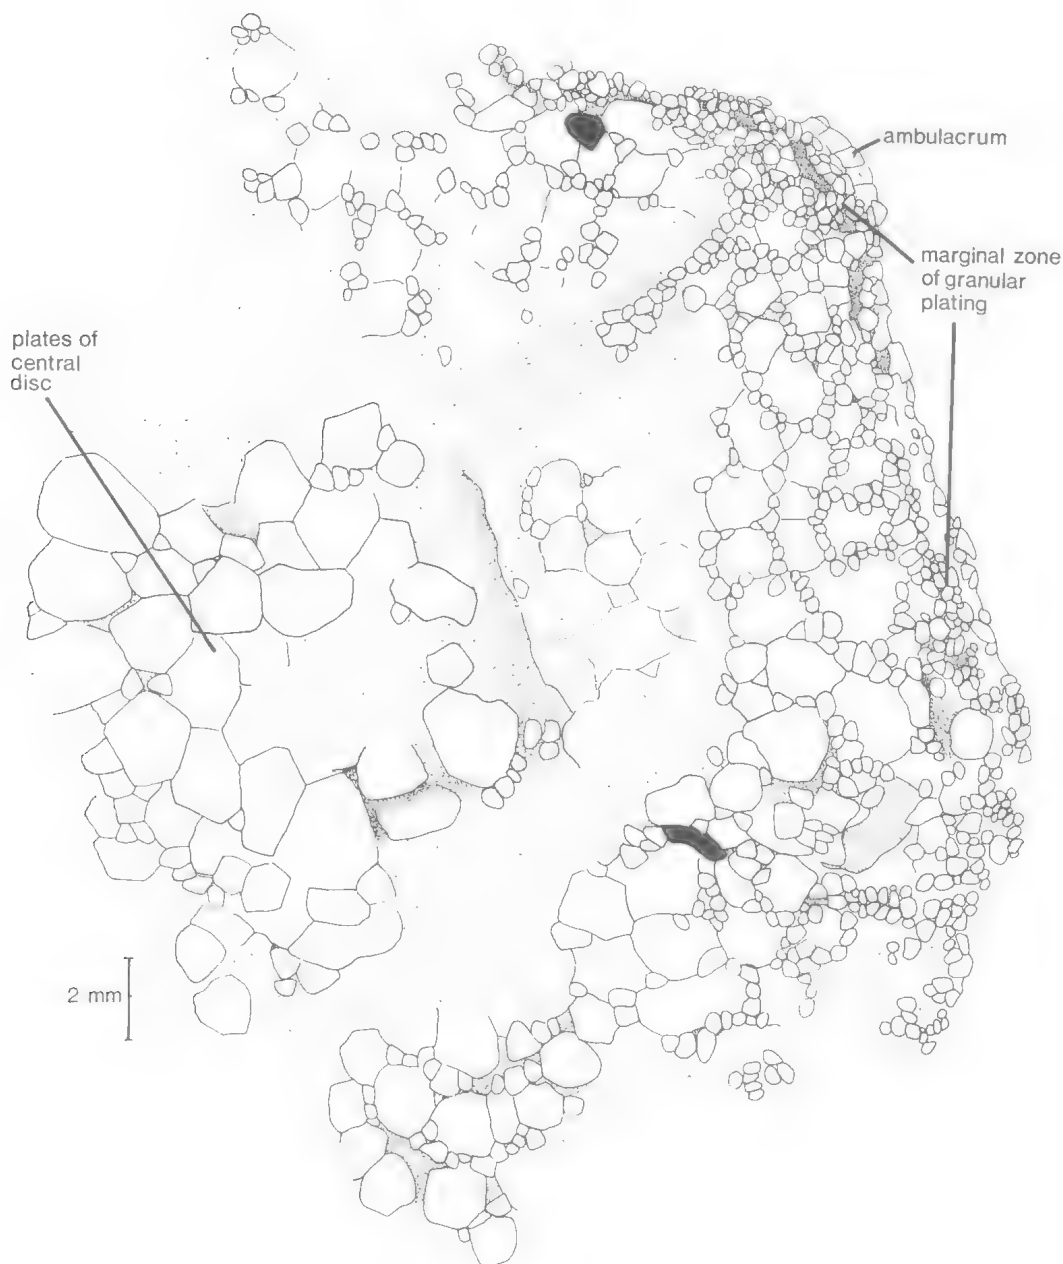 ambulacrum
marginal zone
of granular
plating
plates of
central
disc
2 mm